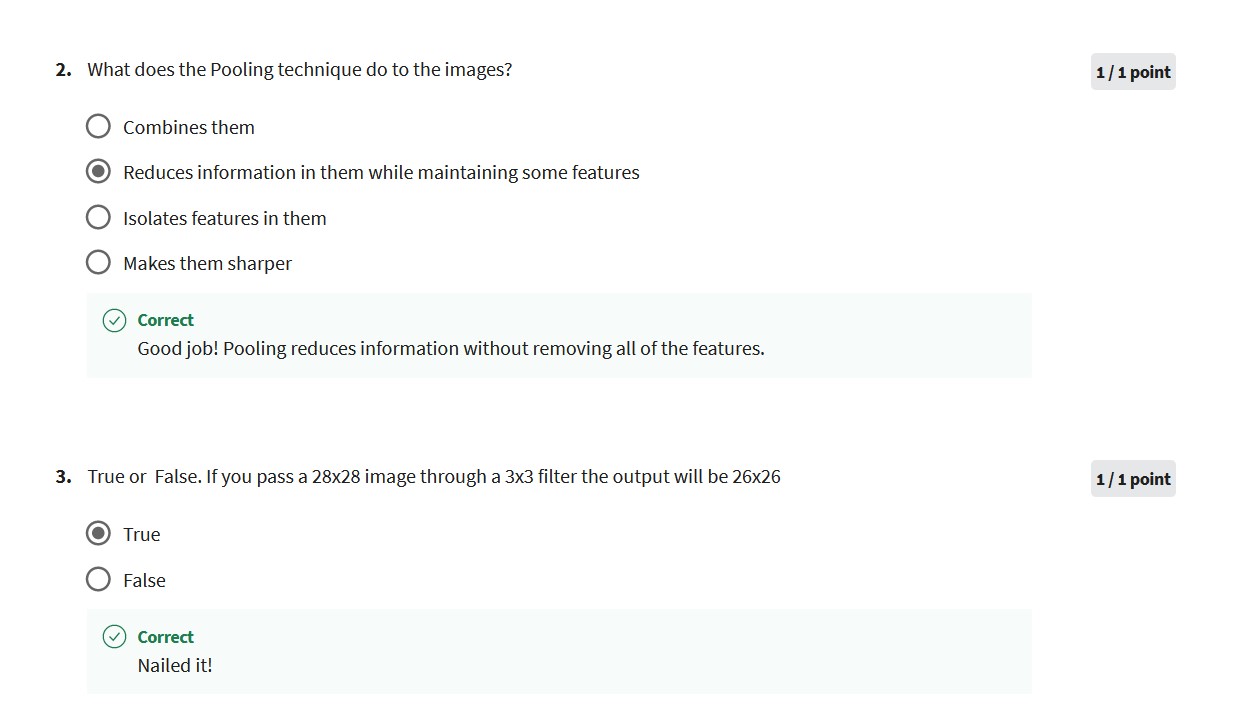 2. What does the Pooling technique do to the images?
1 / 1 point
Combines them
Reduces information in them while maintaining some features
Isolates features in them
Makes them sharper
Correct
Good job! Pooling reduces information without removing all of the features.
3. True or False. If you pass a 28x28 image through a 3x3 filter the output will be 26x26
1 / 1 point
True
False
Correct
Nailed it!